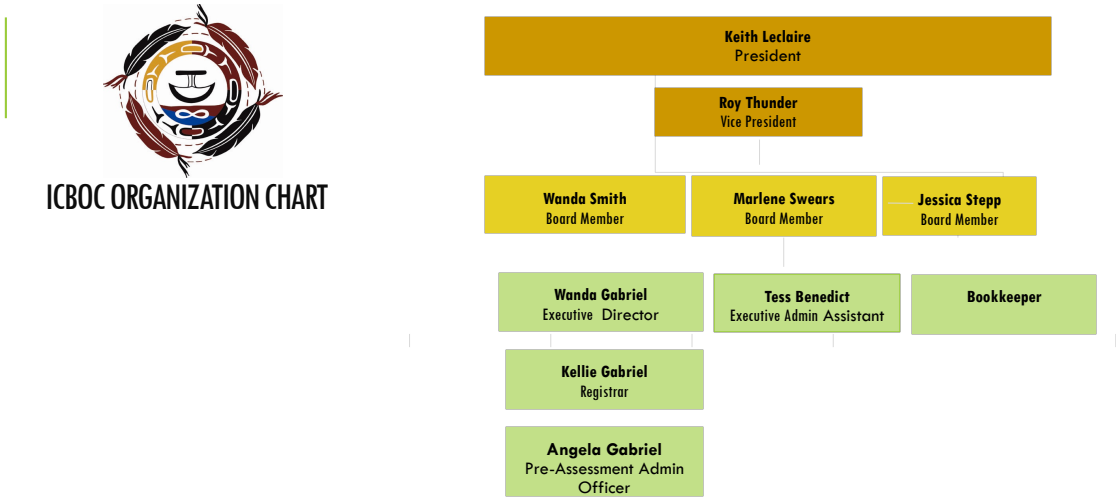 ICBOC ORGANIZATION CHART
Keith Leclaire
President
Roy Thunder
Vice President
Wanda Smith
Board Member
Marlene Swears
Board Member
Jessica Stepp
Board Member
Wanda Gabriel
Executive Director
Tess Benedict
Executive Admin Assistant
Bookkeeper
Kellie Gabriel
Registrar
Angela Gabriel
Pre-Assessment Admin
Officer